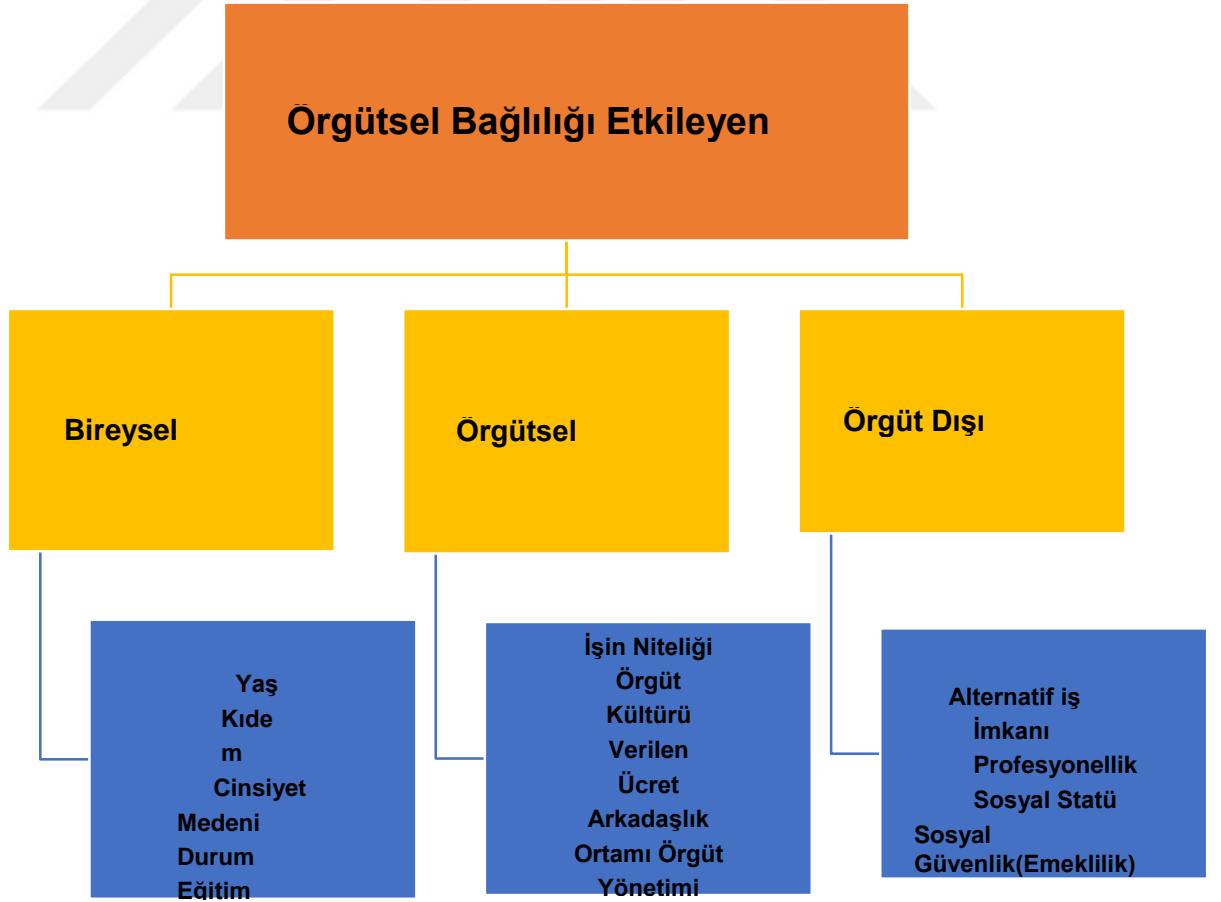 Örgütsel Bağlılığı Etkileyen
Bireysel
Örgütsel
Örgüt Dışı
Yaş
Kıde
m
Cinsiyet
Medeni
Durum
Eğitim
İşin Niteliği
Örgüt
Kültürü
Verilen
Ücret
Arkadaşlık
Ortamı Örgüt
Yönetimi
Alternatif iş
İmkanı
Profesyonellik
Sosyal Statü
Sosyal
Güvenlik(Emeklilik)